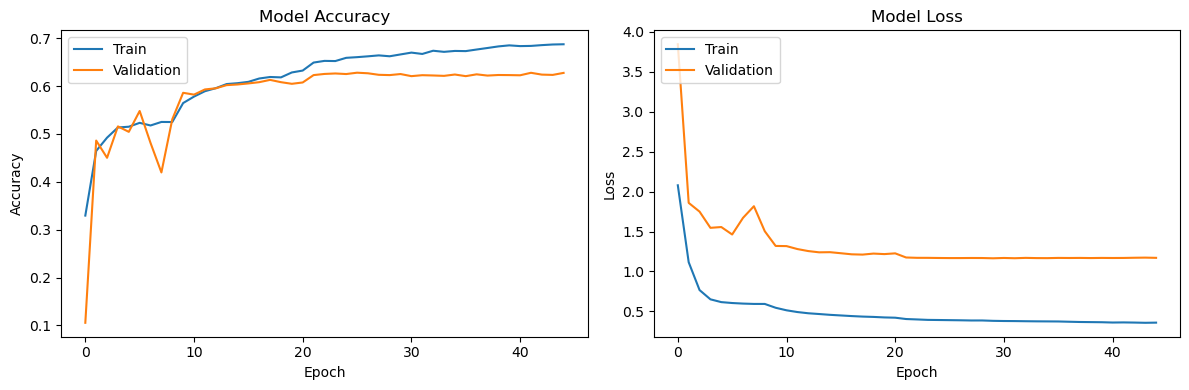 Model Accuracy
Train
Validation
0.7
0.6
0.5
0.4
0.3
0.2
0.1
Accuracy
0
10
20
30
40
Epoch
Model Loss
Train
Validation
4.0
3.5
3.0
2.5
2.0
1.5
1.0
0.5
Loss
0
10
20
30
40
Epoch